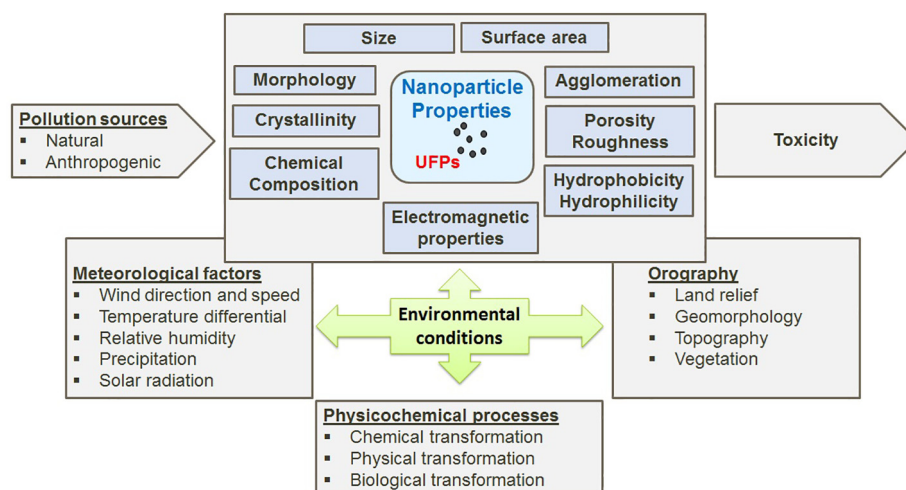 Size
Surface area
Morphology
Crystallinity
Chemical
Composition
Nanoparticle
Properties
UFPs
Agglomeration
Porosity
Roughness
Hydrophobicity
Hydrophilicity
Electromagnetic
properties
Pollution sources
▪ Natural
▪ Anthropogenic
Toxicity
Meteorological factors
▪ Wind direction and speed
▪ Temperature differential
▪ Relative humidity
▪ Precipitation
▪ Solar radiation
Environmental
conditions
Orography
▪ Land relief
▪ Geomorphology
▪ Topography
▪ Vegetation
Physicochemical processes
▪ Chemical transformation
▪ Physical transformation
▪ Biological transformation